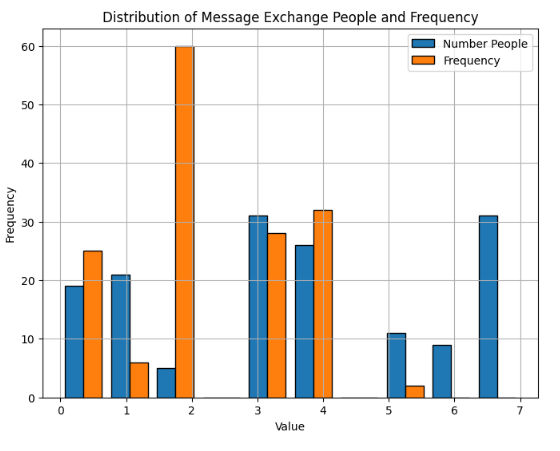 Distribution of Message Exchange People and Frequency
Number People
Frequency
60
50
40
30
20
10
0
Frequency
0 1 2 3 4 5 6 7
Value